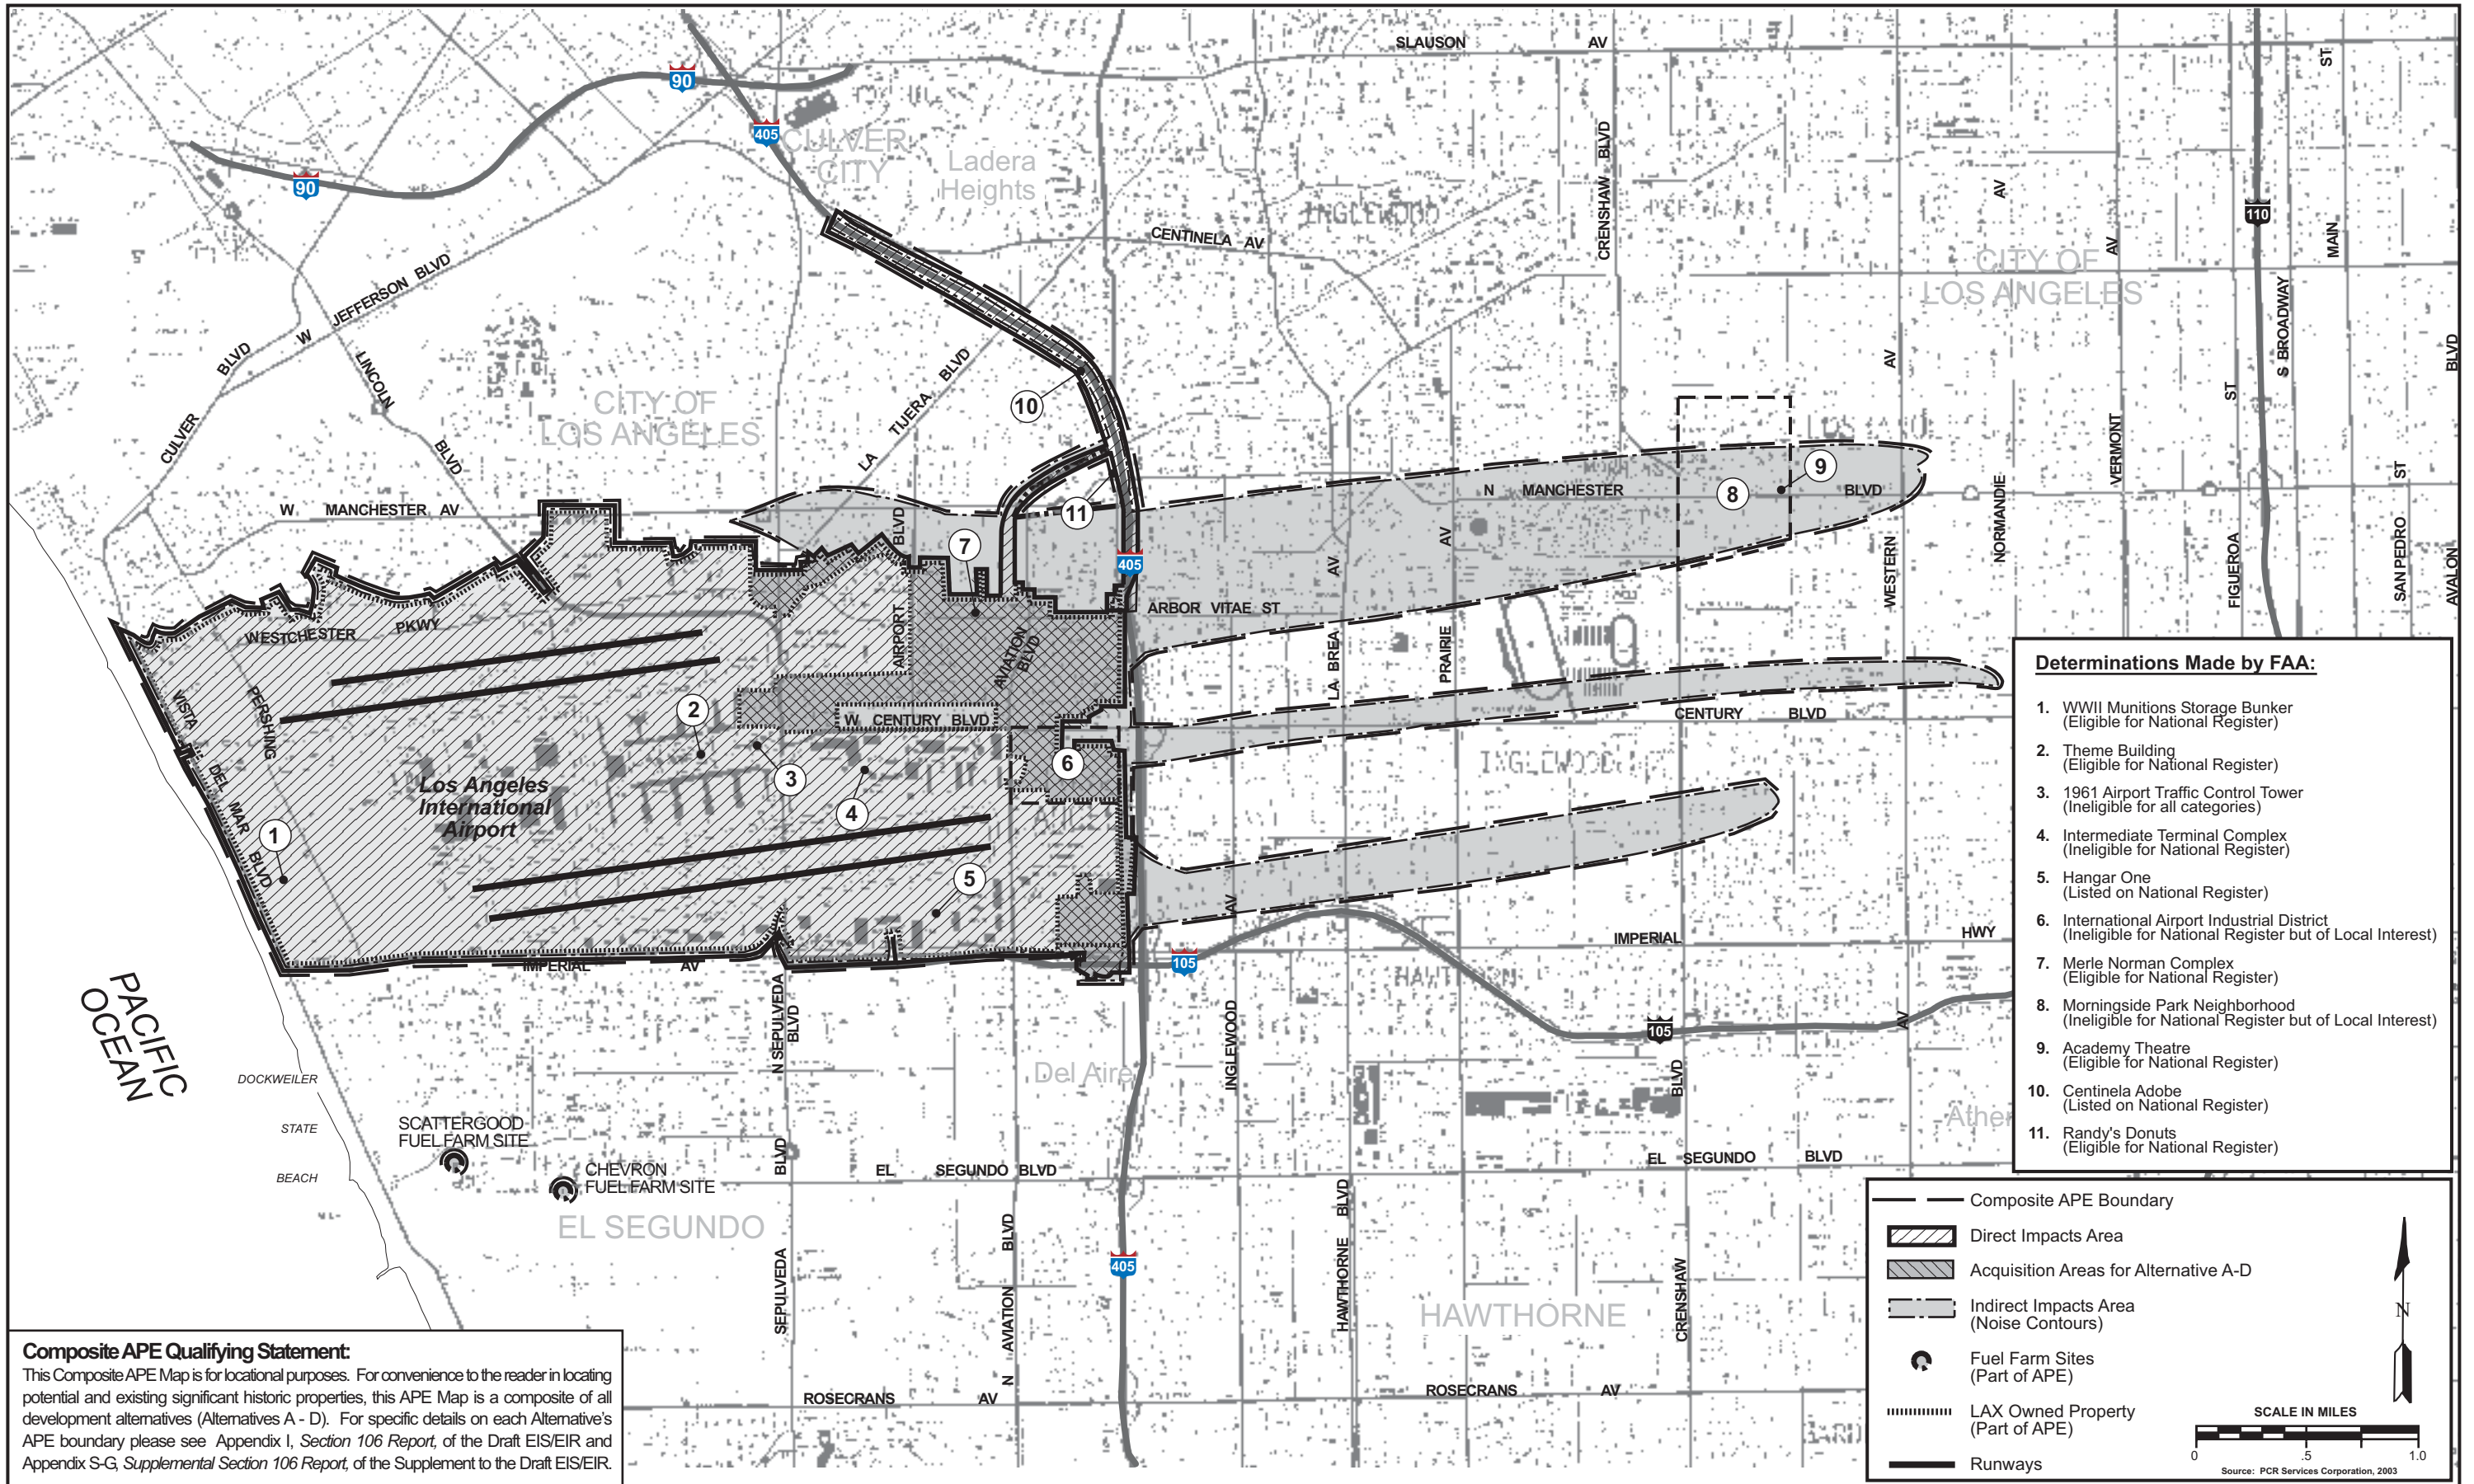 SLAUSON AV
90
405
CULVER
CITY
Ladera
Heights
90
CENTINELA AV
CRENSHAW BLVD
AV
AV
ST
MAIN
110
CITY OF
LOS ANGELES
S BROADWAY
W JEFFERSON BLVD
CULVER BLVD
LINCOLN BLVD
CITY OF
LOS ANGELES
LA TIJERA BLVD
10
11
9
8
7
N MANCHESTER BLVD
W MANCHESTER AV
AV
VERMONT
ST
ST
BLVD
NORMANDIE
WESTERN
FIGUEROA
SAN PEDRO
AVALON
405
ARBOR VITAE ST
AIRPORT BLVD
AVIATION BLVD
LA BREA AV
PRAIRIE AV
WESTCHESTER PKWY
PERSHING
VISTA DEL MAR BLVD
W CENTURY BLVD
CENTURY BLVD
INGLEWOOD
2
3
4
6
1
5
Los Angeles
International
Airport
IMPERIAL AV
IMPERIAL HWY
105
105
PACIFIC
OCEAN
N SEPULVEDA
BLVD
Del Aire
INGLEWOOD AV
AV
BLVD
DOCKWEILER
STATE
BEACH
SCATTERGOOD
FUEL FARM SITE
CHEVRON
FUEL FARM SITE
EL SEGUNDO
EL SEGUNDO BLVD
EL SEGUNDO BLVD
SEPULVEDA BLVD
N AVIATION BLVD
405
HAWTHORNE BLVD
HAWTHORNE
CRENSHAW
ROSECRANS AV
ROSECRANS AV
Determinations Made by FAA:
1. WWII Munitions Storage Bunker
(Eligible for National Register)
2. Theme Building
(Eligible for National Register)
3. 1961 Airport Traffic Control Tower
(Ineligible for all categories)
4. Intermediate Terminal Complex
(Ineligible for National Register)
5. Hangar One
(Listed on National Register)
6. International Airport Industrial District
(Ineligible for National Register but of Local Interest)
7. Merle Norman Complex
(Eligible for National Register)
8. Morningside Park Neighborhood
(Ineligible for National Register but of Local Interest)
9. Academy Theatre
(Eligible for National Register)
10. Centinela Adobe
(Listed on National Register)
11. Randy's Donuts
(Eligible for National Register)
Composite APE Boundary
Direct Impacts Area
Acquisition Areas for Alternative A-D
Indirect Impacts Area
(Noise Contours)
Fuel Farm Sites
(Part of APE)
LAX Owned Property
(Part of APE)
Runways
N
SCALE IN MILES
0 .5 1.0
Source: PCR Services Corporation, 2003
Composite APE Qualifying Statement:
This Composite APE Map is for locational purposes. For convenience to the reader in locating
potential and existing significant historic properties, this APE Map is a composite of all
development alternatives (Alternatives A - D). For specific details on each Alternative's
APE boundary please see Appendix I, Section 106 Report, of the Draft EIS/EIR and
Appendix S-G, Supplemental Section 106 Report, of the Supplement to the Draft EIS/EIR.